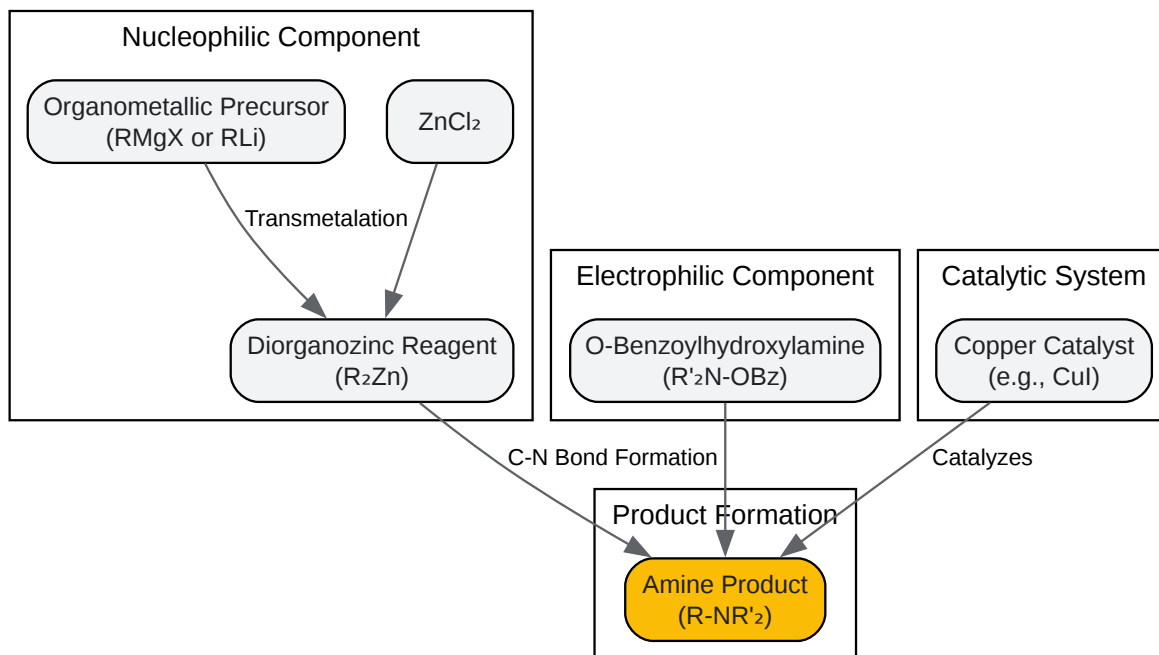 Nucleophilic Component
Organometallic Precursor
(RMgX or RLi)
ZnCl₂
Transmetalation
Diorganozinc Reagent
(R₂Zn)
Electrophilic Component
O-Benzoylhydroxylamine
(R'₂N-OBz)
Catalytic System
Copper Catalyst
(e.g., CuI)
C-N Bond Formation
Catalyzes
Product Formation
Amine Product
(R-NR'₂)